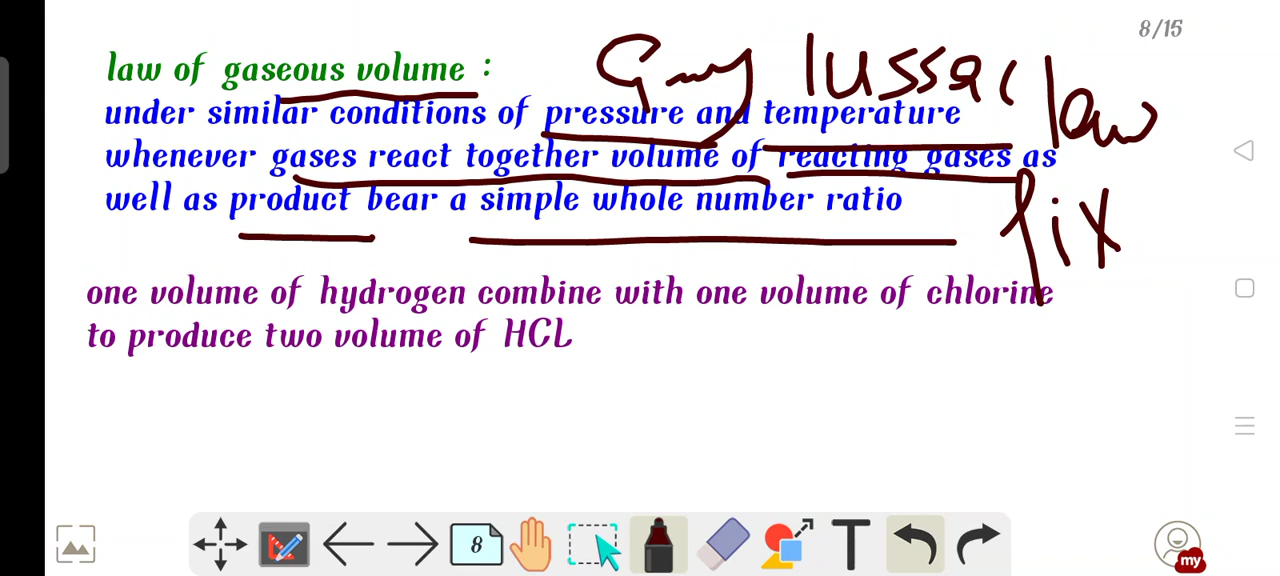 8/15
law of gaseous volume :
Gay lussac law
under similar conditions of pressure and temperature
whenever gases react together volume of reacting gases as
well as product bear a simple whole number ratio
fix
one volume of hydrogen combine with one volume of chlorine
to produce two volume of HCL
8
T
my